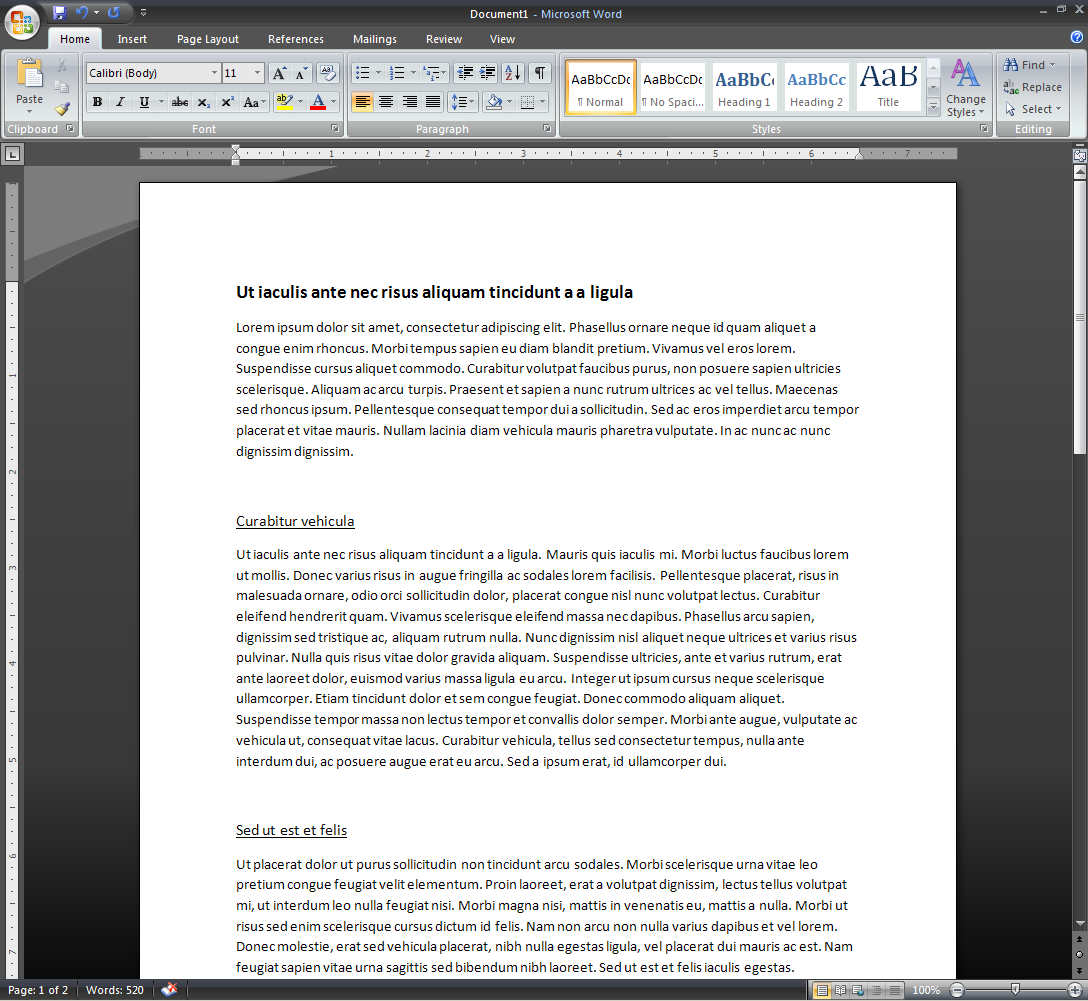 Document1 - Microsoft Word
Home Insert Page Layout References Mailings Review View
Calibri (Body) 11
AaBbCcDc AaBbCcDc AaBbC AaBbCc AaB
¶ Normal ¶ No Spaci... Heading 1 Heading 2 Title
Paste
Change Styles
Find
Replace
Select
B I U abc X₂ X² Aa ab A
Clipboard Font Paragraph Styles Editing
1 2 3 4 5 6 7
Ut iaculis ante nec risus aliquam tincidunt a a ligula
Lorem ipsum dolor sit amet, consectetur adipiscing elit. Phasellus ornare neque id quam aliquet a
congue enim rhoncus. Morbi tempus sapien eu diam blandit pretium. Vivamus vel eros lorem.
Suspendisse cursus aliquet commodo. Curabitur volutpat faucibus purus, non posuere sapien ultricies
scelerisque. Aliquam ac arcu turpis. Praesent et sapien a nunc rutrum ultrices ac vel tellus. Maecenas
sed rhoncus ipsum. Pellentesque consequat tempor dui a sollicitudin. Sed ac eros imperdiet arcu tempor
placerat et vitae mauris. Nullam lacinia diam vehicula mauris pharetra vulputate. In ac nunc ac nunc
dignissim dignissim.
Curabitur vehicula
Ut iaculis ante nec risus aliquam tincidunt a a ligula. Mauris quis iaculis mi. Morbi luctus faucibus lorem
ut mollis. Donec varius risus in augue fringilla ac sodales lorem facilisis. Pellentesque placerat, risus in
malesuada ornare, odio orci sollicitudin dolor, placerat congue nisl nunc volutpat lectus. Curabitur
eleifend hendrerit quam. Vivamus scelerisque eleifend massa nec dapibus. Phasellus arcu sapien,
dignissim sed tristique ac, aliquam rutrum nulla. Nunc dignissim nisl aliquet neque ultrices et varius risus
pulvinar. Nulla quis risus vitae dolor gravida aliquam. Suspendisse ultricies, ante et varius rutrum, erat
ante laoreet dolor, euismod varius massa ligula eu arcu. Integer ut ipsum cursus neque scelerisque
ullamcorper. Etiam tincidunt dolor et sem congue feugiat. Donec commodo aliquam aliquet.
Suspendisse tempor massa non lectus tempor et convallis dolor semper. Morbi ante augue, vulputate ac
vehicula ut, consequat vitae lacus. Curabitur vehicula, tellus sed consectetur tempus, nulla ante
interdum dui, ac posuere augue erat eu arcu. Sed a ipsum erat, id ullamcorper dui.
Sed ut est et felis
Ut placerat dolor ut purus sollicitudin non tincidunt arcu sodales. Morbi scelerisque urna vitae leo
pretium congue feugiat velit elementum. Proin laoreet, erat a volutpat dignissim, lectus tellus volutpat
mi, ut interdum leo nulla feugiat nisi. Morbi magna nisi, mattis in venenatis eu, mattis a nulla. Morbi ut
risus sed enim scelerisque cursus dictum id felis. Nam non arcu non nulla varius dapibus et vel lorem.
Donec molestie, erat sed vehicula placerat, nibh nulla egestas ligula, vel placerat dui mauris ac est. Nam
feugiat sapien vitae urna sagittis sed bibendum nibh laoreet. Sed ut est et felis iaculis egestas.
1
2
3
4
5
6
7
Page: 1 of 2 Words: 520 100%